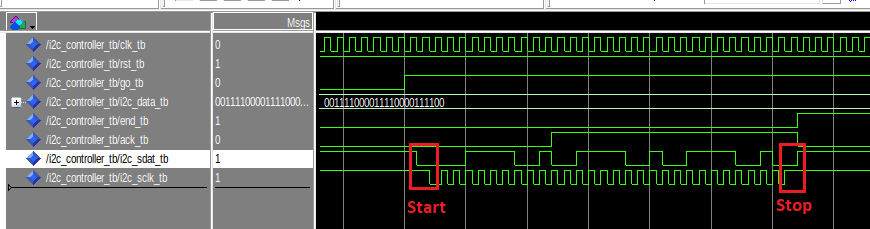 Msgs
/i2c_controller_tb/clk_tb 0
/i2c_controller_tb/rst_tb 1
/i2c_controller_tb/go_tb 0
/i2c_controller_tb/i2c_data_tb 00111100001111000... 001111000011110000111100
/i2c_controller_tb/end_tb 1
/i2c_controller_tb/ack_tb 0
/i2c_controller_tb/i2c_sdat_tb 1
/i2c_controller_tb/i2c_sclk_tb 1
Start Stop